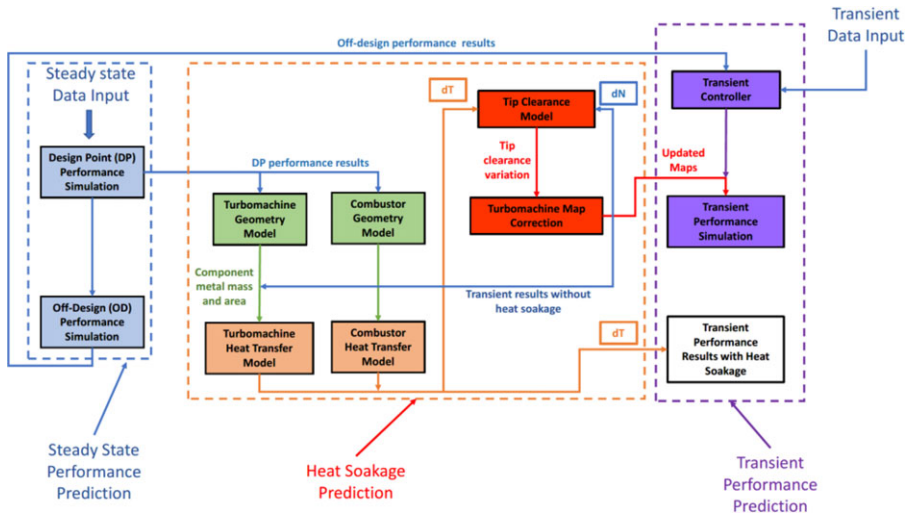 Transient
Data Input
Off-design performance results
Steady state
Data Input
dT
dN
Tip Clearance
Model
Transient
Controller
Design Point (DP)
Performance
Simulation
DP performance results
Tip
clearance
variation
Updated
Maps
Turbomachine
Geometry
Model
Combustor
Geometry
Model
Turbomachine Map
Correction
Transient
Performance
Simulation
Component
metal mass
and area
Transient results without
heat soakage
Off-Design (OD)
Performance
Simulation
Turbomachine
Heat Transfer
Model
Combustor
Heat Transfer
Model
dT
Transient
Performance
Results with Heat
Soakage
Steady State
Performance
Prediction
Heat Soakage
Prediction
Transient
Performance
Prediction